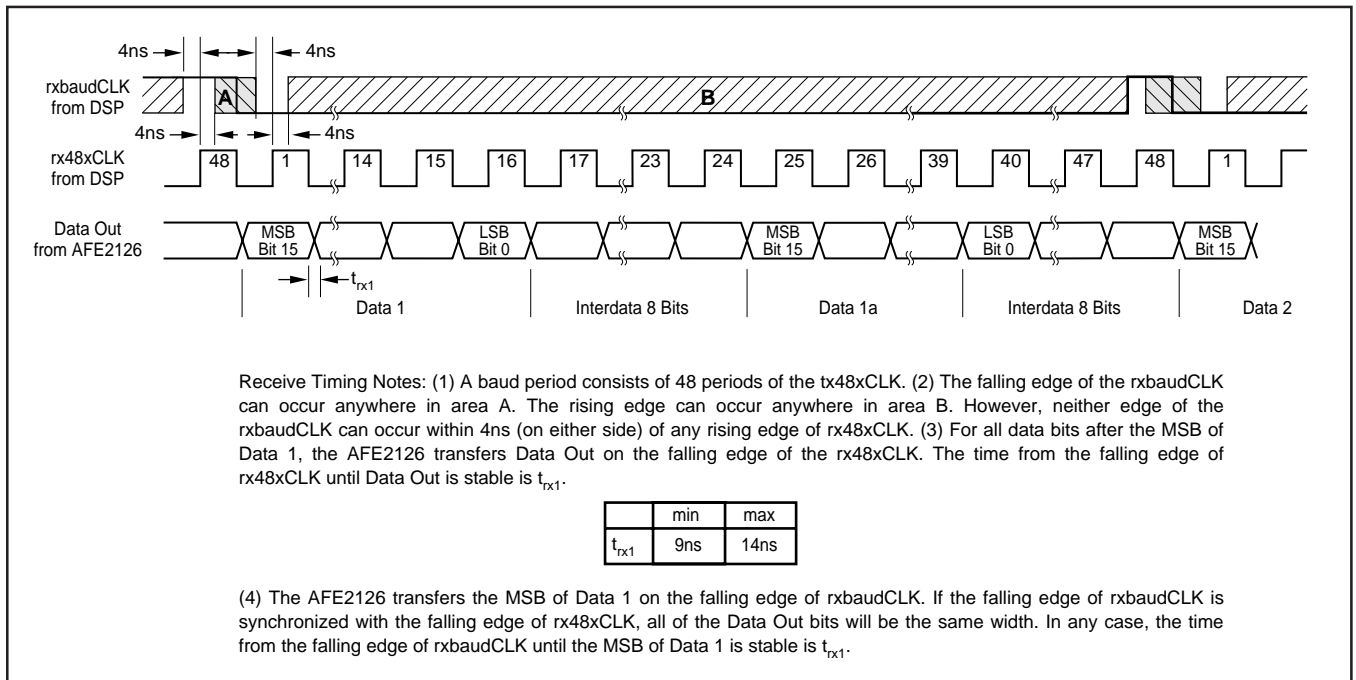 4ns 4ns
rxbaudCLK
from DSP
A B
4ns 4ns
rx48xCLK
from DSP
48 1 14 15 16 17 23 24 25 26 39 40 47 48 1
Data Out
from AFE2126
MSB
Bit 15
LSB
Bit 0
MSB
Bit 15
LSB
Bit 0
MSB
Bit 15
trx1
Data 1 Interdata 8 Bits Data 1a Interdata 8 Bits Data 2
Receive Timing Notes: (1) A baud period consists of 48 periods of the tx48xCLK. (2) The falling edge of the rxbaudCLK
can occur anywhere in area A. The rising edge can occur anywhere in area B. However, neither edge of the
rxbaudCLK can occur within 4ns (on either side) of any rising edge of rx48xCLK. (3) For all data bits after the MSB of
Data 1, the AFE2126 transfers Data Out on the falling edge of the rx48xCLK. The time from the falling edge of
rx48xCLK until Data Out is stable is trx1.
min max
trx1 9ns 14ns
(4) The AFE2126 transfers the MSB of Data 1 on the falling edge of rxbaudCLK. If the falling edge of rxbaudCLK is
synchronized with the falling edge of rx48xCLK, all of the Data Out bits will be the same width. In any case, the time
from the falling edge of rxbaudCLK until the MSB of Data 1 is stable is trx1.